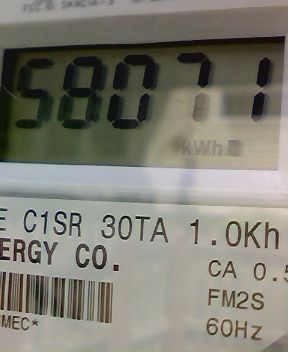 58071
kWh
E C1SR 30TA 1.0Kh
ERGY CO.
CA 0.5
FM2S
MEC*
60Hz